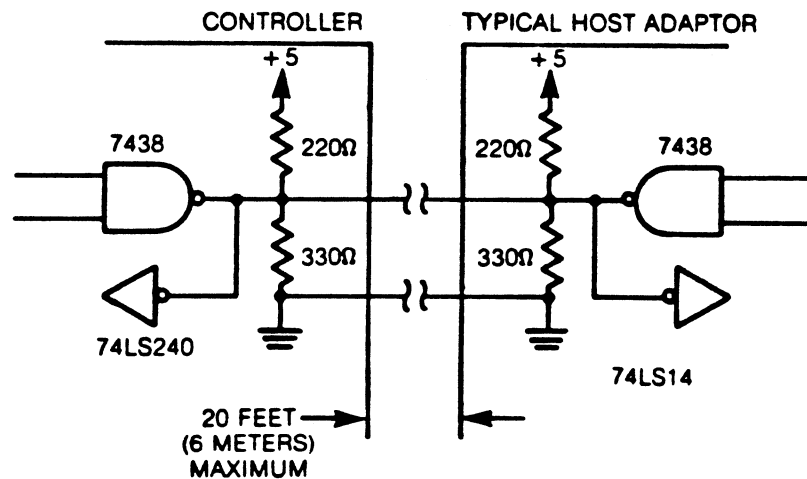 CONTROLLER
TYPICAL HOST ADAPTOR
+5
+5
7438
220Ω
220Ω
7438
330Ω
330Ω
74LS240
74LS14
20 FEET
(6 METERS)
MAXIMUM